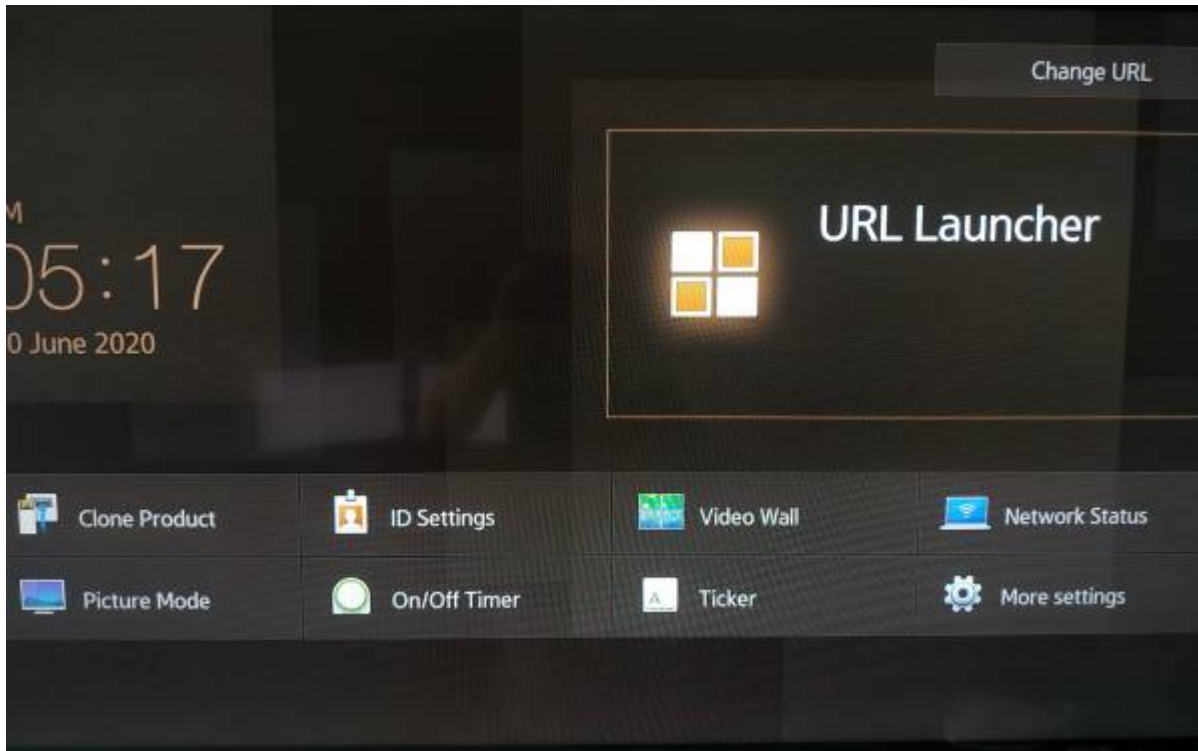 Change URL
URL Launcher
M
05:17
0 June 2020
Clone Product
ID Settings
Video Wall
Network Status
Picture Mode
On/Off Timer
A
Ticker
More settings